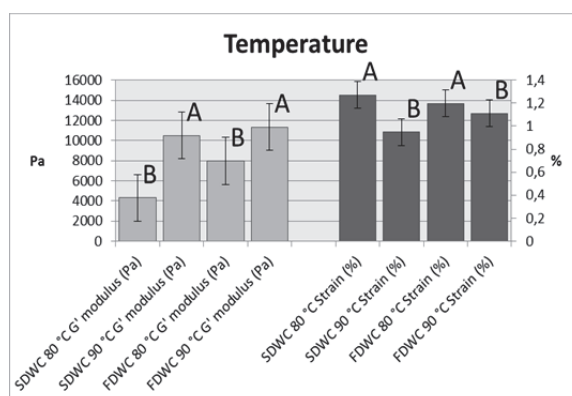 Temperature
16000
14000
12000
10000
8000
6000
4000
2000
0
Pa
1,4
1,2
1
0,8
0,6
0,4
0,2
0
%
B
A
B
A
A
B
A
B
SDWC 80 °C G' modulus (Pa)
SDWC 90 °C G' modulus (Pa)
FDWC 80 °C G' modulus (Pa)
FDWC 90 °C G' modulus (Pa)
SDWC 80 °C Strain (%)
SDWC 90 °C Strain (%)
FDWC 80 °C Strain (%)
FDWC 90 °C Strain (%)